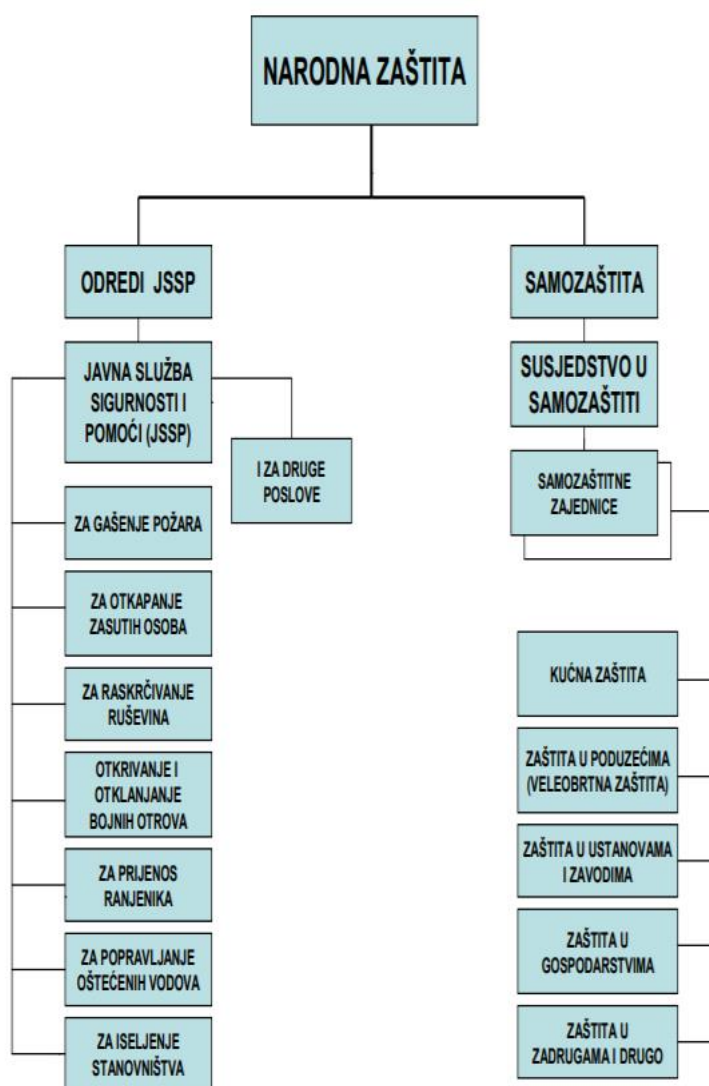 NARODNA ZAŠTITA
ODREDI JSSP
JAVNA SLUŽBA
SIGURNOSTI I
POMOĆI (JSSP)
I ZA DRUGE
POSLOVE
ZA GAŠENJE POŽARA
ZA OTKAPANJE
ZASUTIH OSOBA
ZA RASKRČIVANJE
RUŠEVINA
OTKRIVANJE I
OTKLANJANJE
BOJNIH OTROVA
ZA PRIJENOS
RANJENIKA
ZA POPRAVLJANJE
OŠTEĆENIH VODOVA
ZA ISELJENJE
STANOVNIŠTVA
SAMOZAŠTITA
SUSJEDSTVO U
SAMOZAŠTITI
SAMOZAŠTITNE
ZAJEDNICE
KUĆNA ZAŠTITA
ZAŠTITA U PODUZEĆIMA
(VELEOBRTNA ZAŠTITA)
ZAŠTITA U USTANOVAMA
I ZAVODIMA
ZAŠTITA U
GOSPODARSTVIMA
ZAŠTITA U
ZADRUGAMA I DRUGO